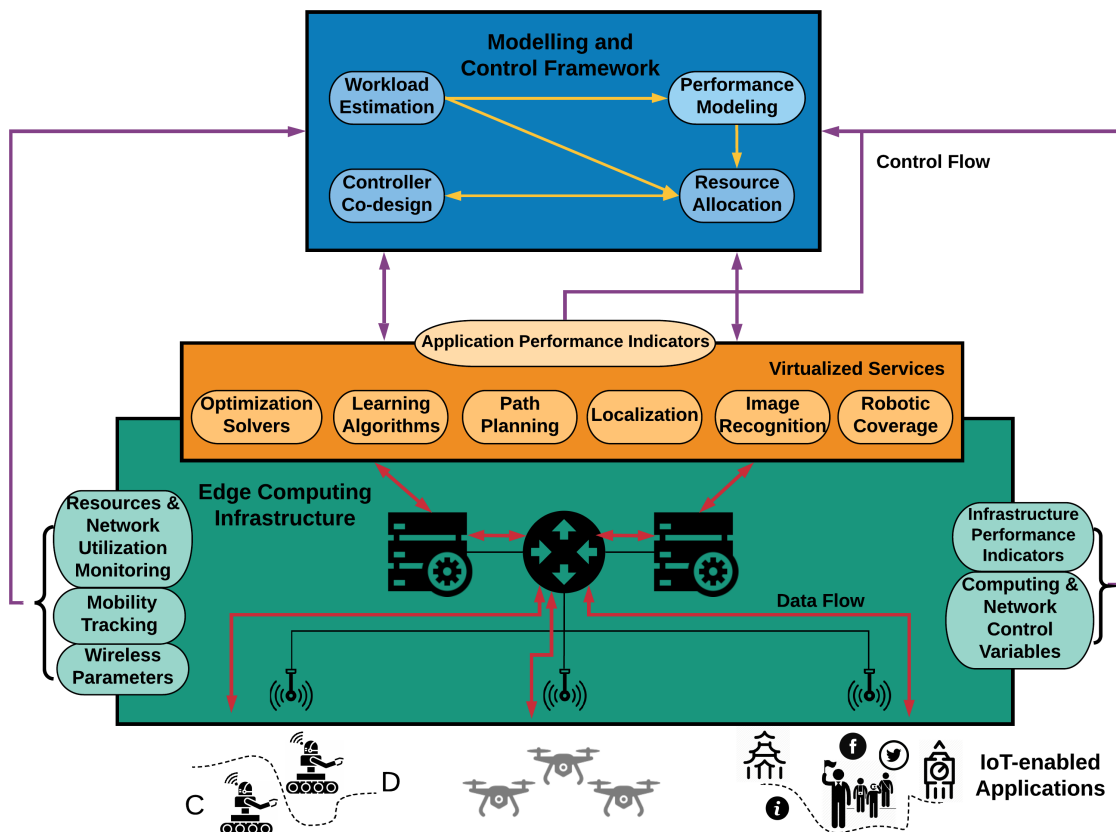 Modelling and
Control Framework
Workload
Estimation
Performance
Modeling
Controller
Co-design
Resource
Allocation
Control Flow
Application Performance Indicators
Virtualized Services
Optimization
Solvers
Learning
Algorithms
Path
Planning
Localization
Image
Recognition
Robotic
Coverage
Edge Computing
Infrastructure
Resources &
Network
Utilization
Monitoring
Mobility
Tracking
Wireless
Parameters
Infrastructure
Performance
Indicators
Computing &
Network
Control
Variables
Data Flow
C
D
f
i
IoT-enabled
Applications